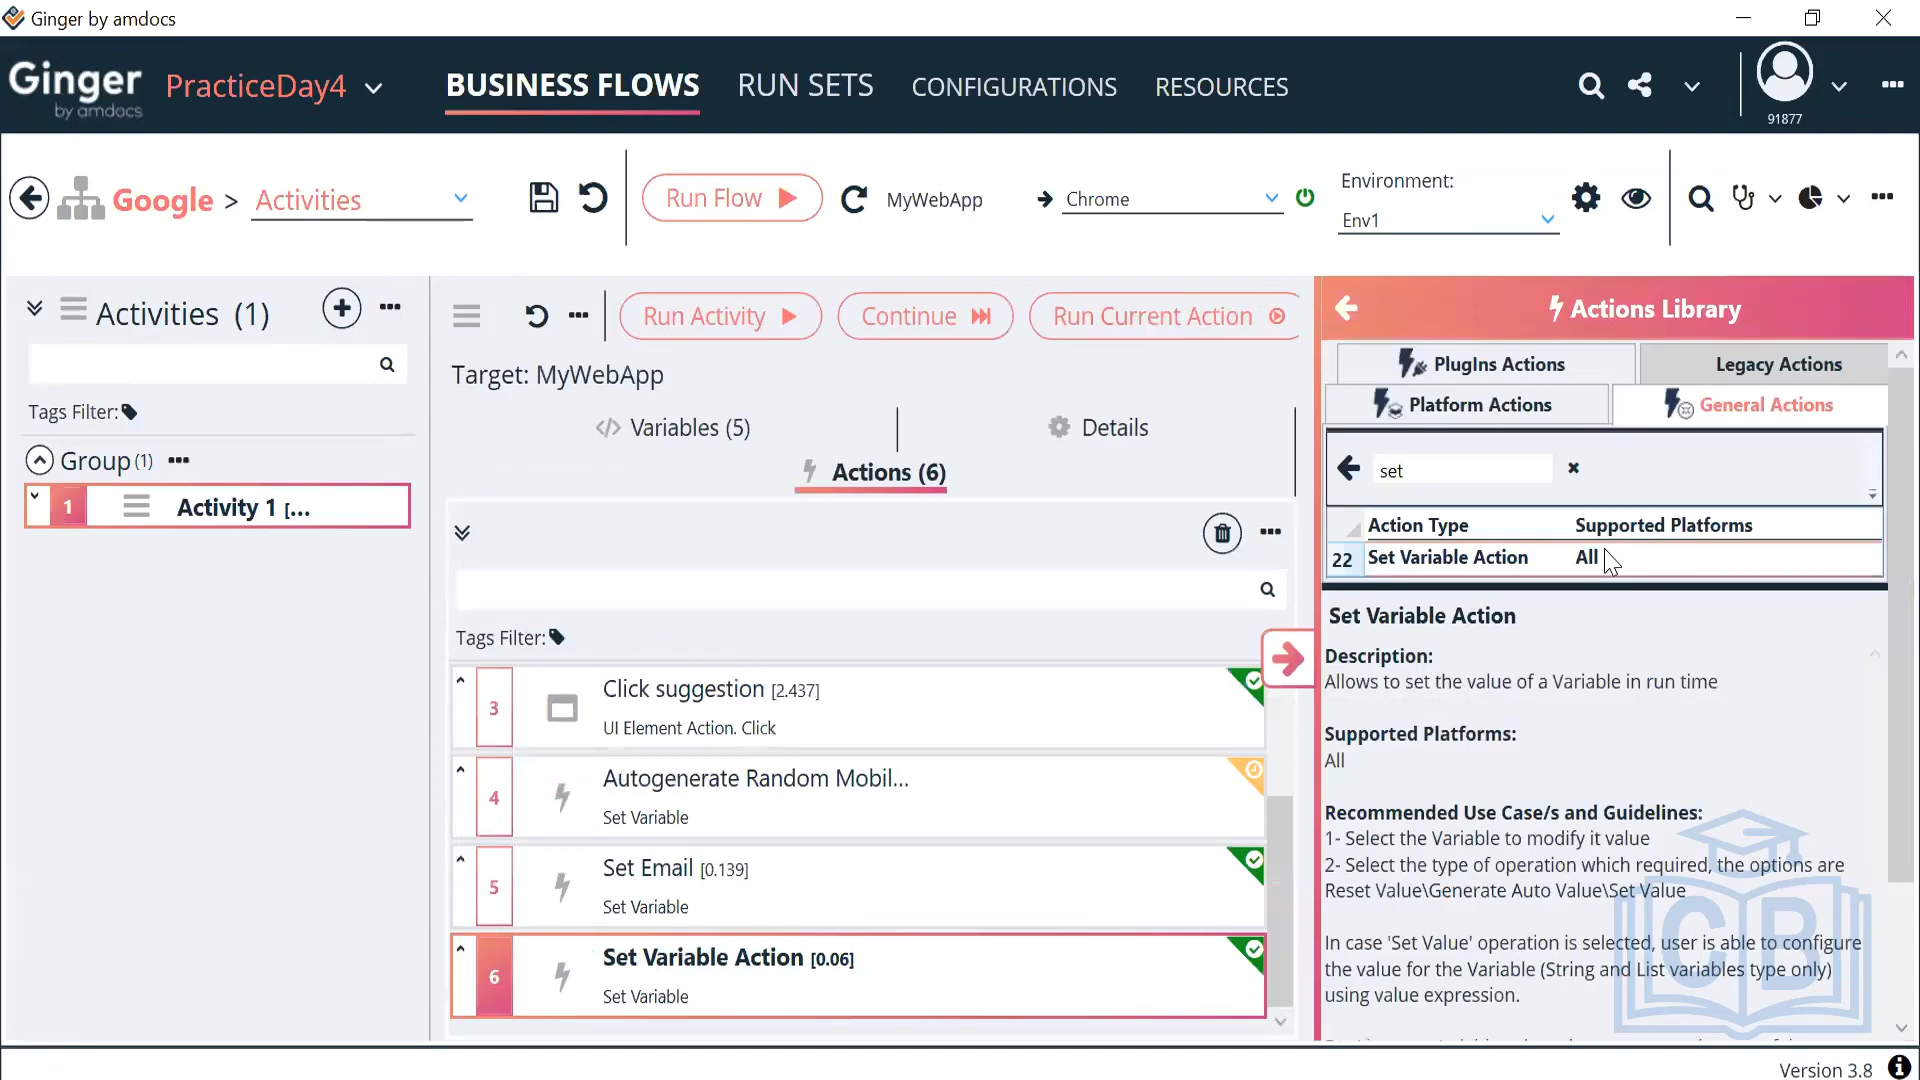 Ginger by amdocs
Ginger
by amdocs
PracticeDay4
BUSINESS FLOWS
RUN SETS
CONFIGURATIONS
RESOURCES
91877
Google > Activities
Run Flow
MyWebApp
Chrome
Environment:
Env1
Activities (1)
Tags Filter:
Group (1)
1
Activity 1 [...
Run Activity
Continue
Run Current Action
Target: MyWebApp
Variables (5)
Details
Actions (6)
Tags Filter:
3
Click suggestion [2.437]
UI Element Action. Click
4
Autogenerate Random Mobil...
Set Variable
5
Set Email [0.139]
Set Variable
6
Set Variable Action [0.06]
Set Variable
Actions Library
PlugIns Actions
Legacy Actions
Platform Actions
General Actions
set
Action Type
Supported Platforms
22
Set Variable Action
All
Set Variable Action
Description:
Allows to set the value of a Variable in run time
Supported Platforms:
All
Recommended Use Case/s and Guidelines:
1- Select the Variable to modify it value
2- Select the type of operation which required, the options are
Reset Value\Generate Auto Value\Set Value
In case 'Set Value' operation is selected, user is able to configure
the value for the Variable (String and List variables type only)
using value expression.
CB
Version 3.8